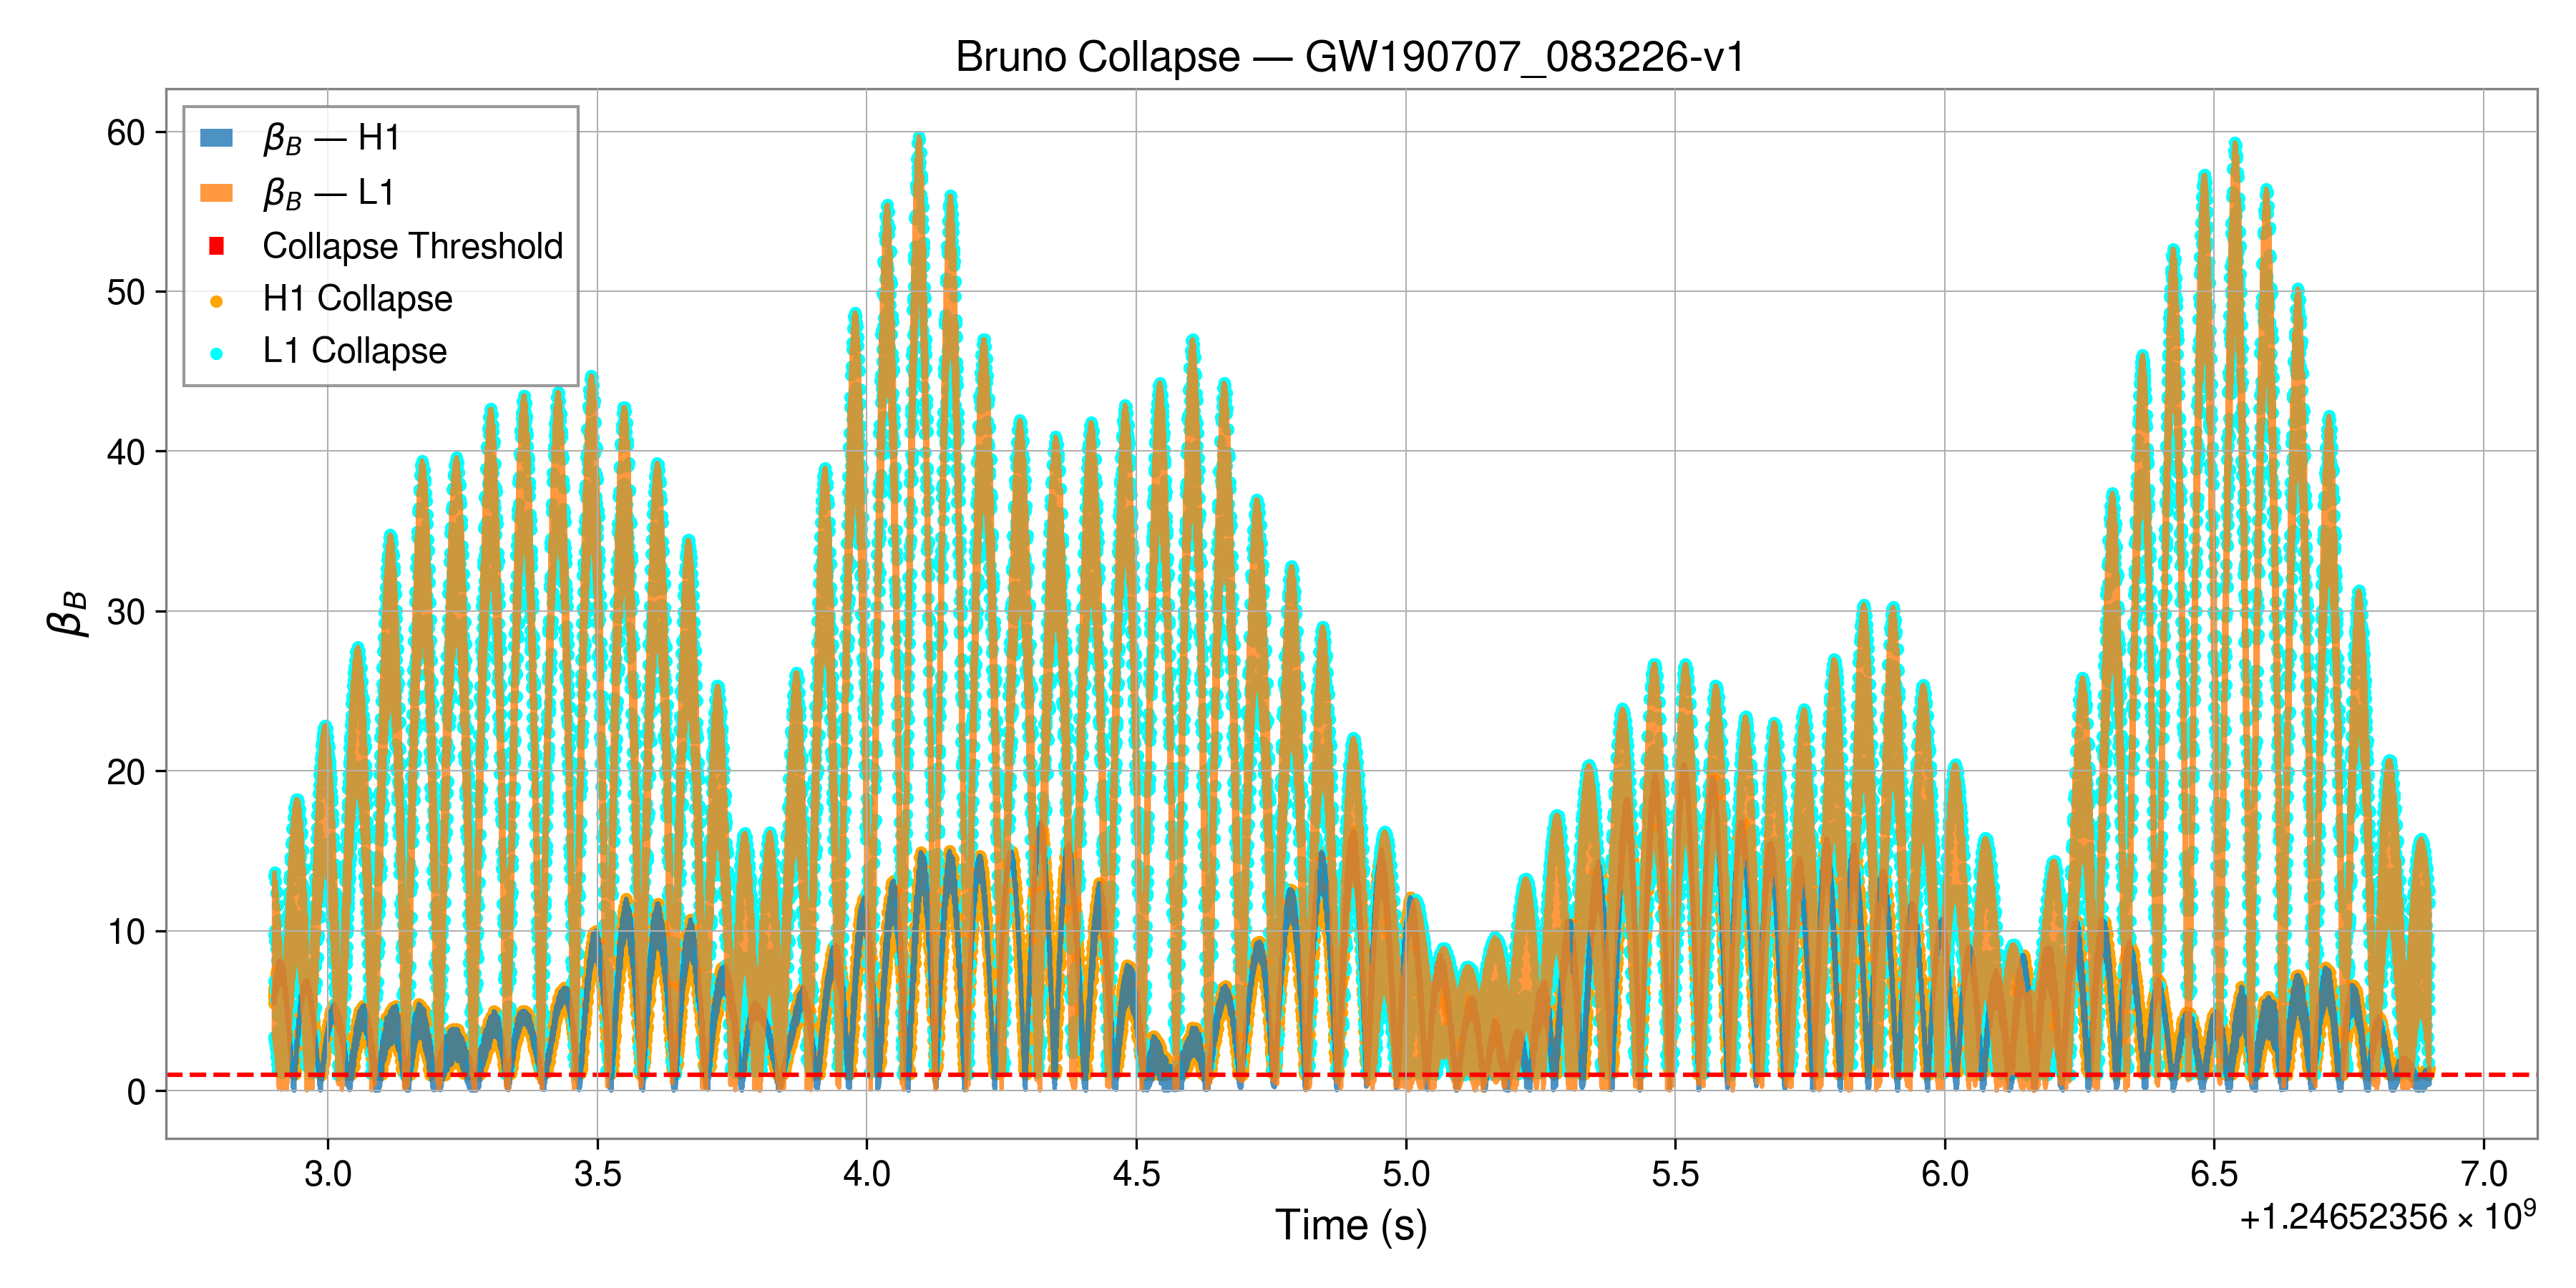 Bruno Collapse — GW190707_083226-v1
β_B — H1
β_B — L1
Collapse Threshold
H1 Collapse
L1 Collapse
60
50
40
30
20
10
0
β_B
3.0 3.5 4.0 4.5 5.0 5.5 6.0 6.5 7.0
Time (s)
+1.24652356 × 10⁹